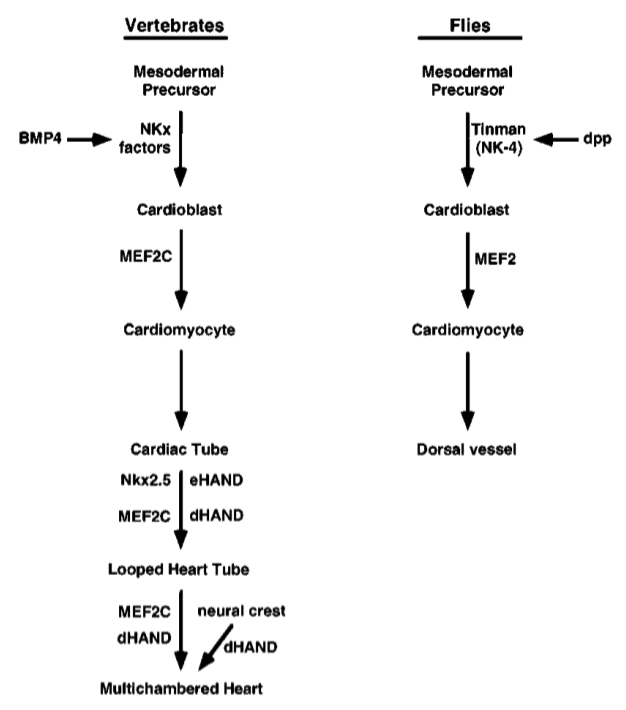 Vertebrates
Mesodermal
Precursor
BMP4
NKx
factors
Cardioblast
MEF2C
Cardiomyocyte
Cardiac Tube
Nkx2.5 eHAND
MEF2C dHAND
Looped Heart Tube
MEF2C neural crest
dHAND dHAND
Multichambered Heart
Flies
Mesodermal
Precursor
Tinman
(NK-4)
dpp
Cardioblast
MEF2
Cardiomyocyte
Dorsal vessel